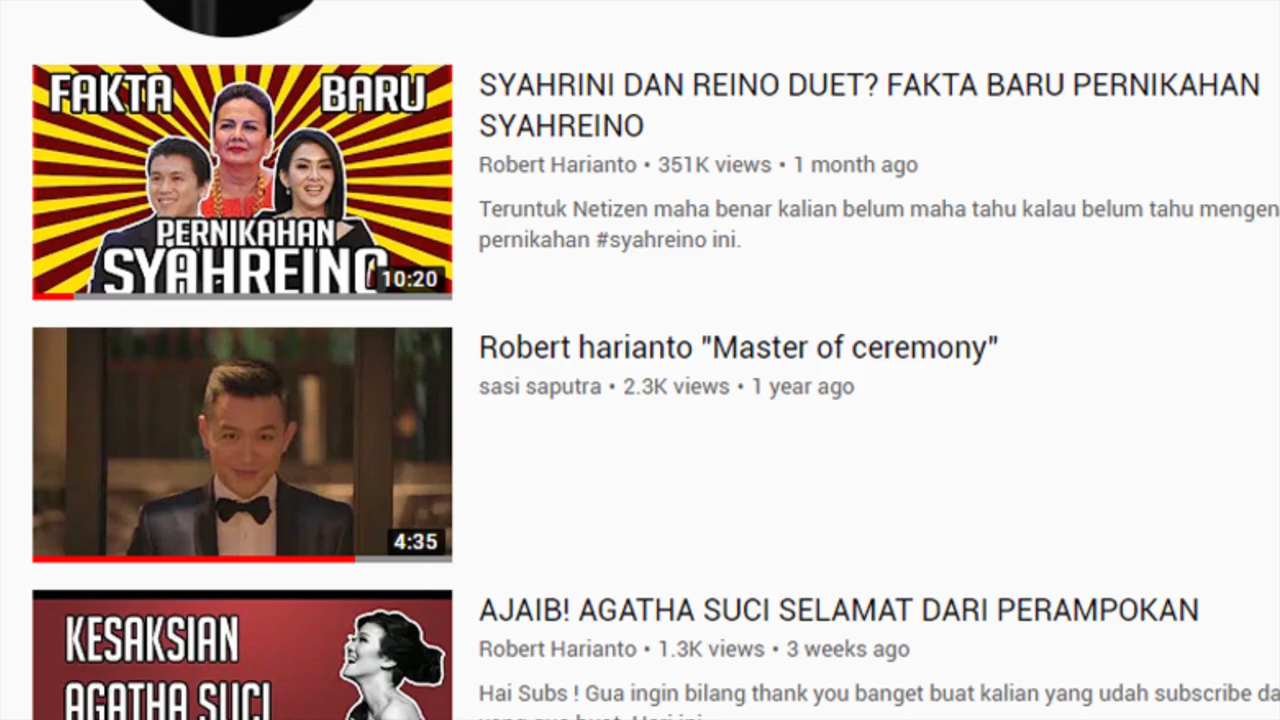 FAKTA BARU
PERNIKAHAN
SYAHREINO
10:20
SYAHRINI DAN REINO DUET? FAKTA BARU PERNIKAHAN
SYAHREINO
Robert Harianto • 351K views • 1 month ago
Teruntuk Netizen maha benar kalian belum maha tahu kalau belum tahu mengen
pernikahan #syahreino ini.
4:35
Robert harianto "Master of ceremony"
sasi saputra • 2.3K views • 1 year ago
KESAKSIAN
AGATHA SUCI
AJAIB! AGATHA SUCI SELAMAT DARI PERAMPOKAN
Robert Harianto • 1.3K views • 3 weeks ago
Hai Subs ! Gua ingin bilang thank you banget buat kalian yang udah subscribe da